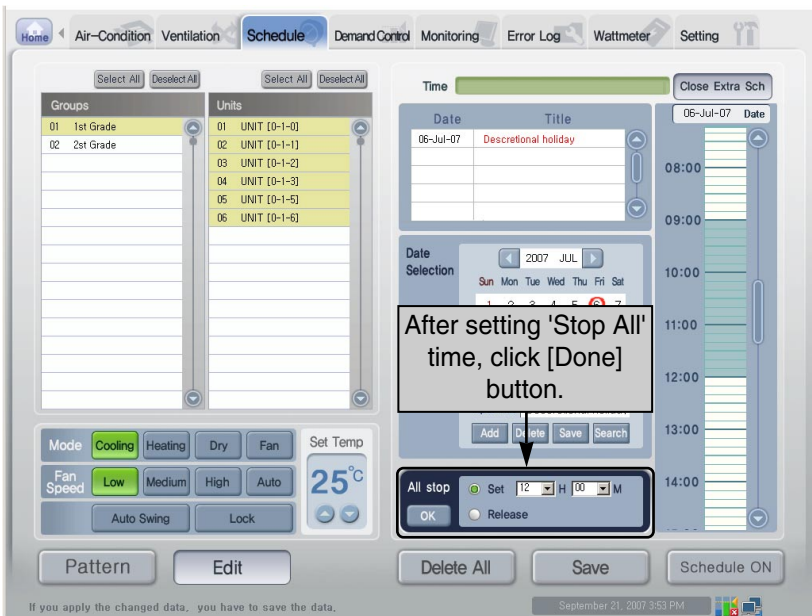 Home Air-Condition Ventilation Schedule Demand Control Monitoring Error Log Wattmeter Setting
Select All Deselect All Select All Deselect All
Groups Units
01 1st Grade 01 UNIT [0-1-0]
02 2st Grade 02 UNIT [0-1-1]
03 UNIT [0-1-2]
04 UNIT [0-1-3]
05 UNIT [0-1-5]
06 UNIT [0-1-6]
Mode Cooling Heating Dry Fan
Fan Speed Low Medium High Auto
Auto Swing Lock
Set Temp
25°C
Pattern Edit
Time Close Extra Sch
Date Title
06-Jul-07 Descretional holiday
Date Selection
2007 JUL
Sun Mon Tue Wed Thu Fri Sat
1 2 3 4 5 6 7
After setting 'Stop All'
time, click [Done]
button.
Add Delete Save Search
All stop Set 12 H 00 M
OK Release
06-Jul-07 Date
08:00
09:00
10:00
11:00
12:00
13:00
14:00
Delete All Save Schedule ON
If you apply the changed data, you have to save the data.
September 21, 2007 3:53 PM